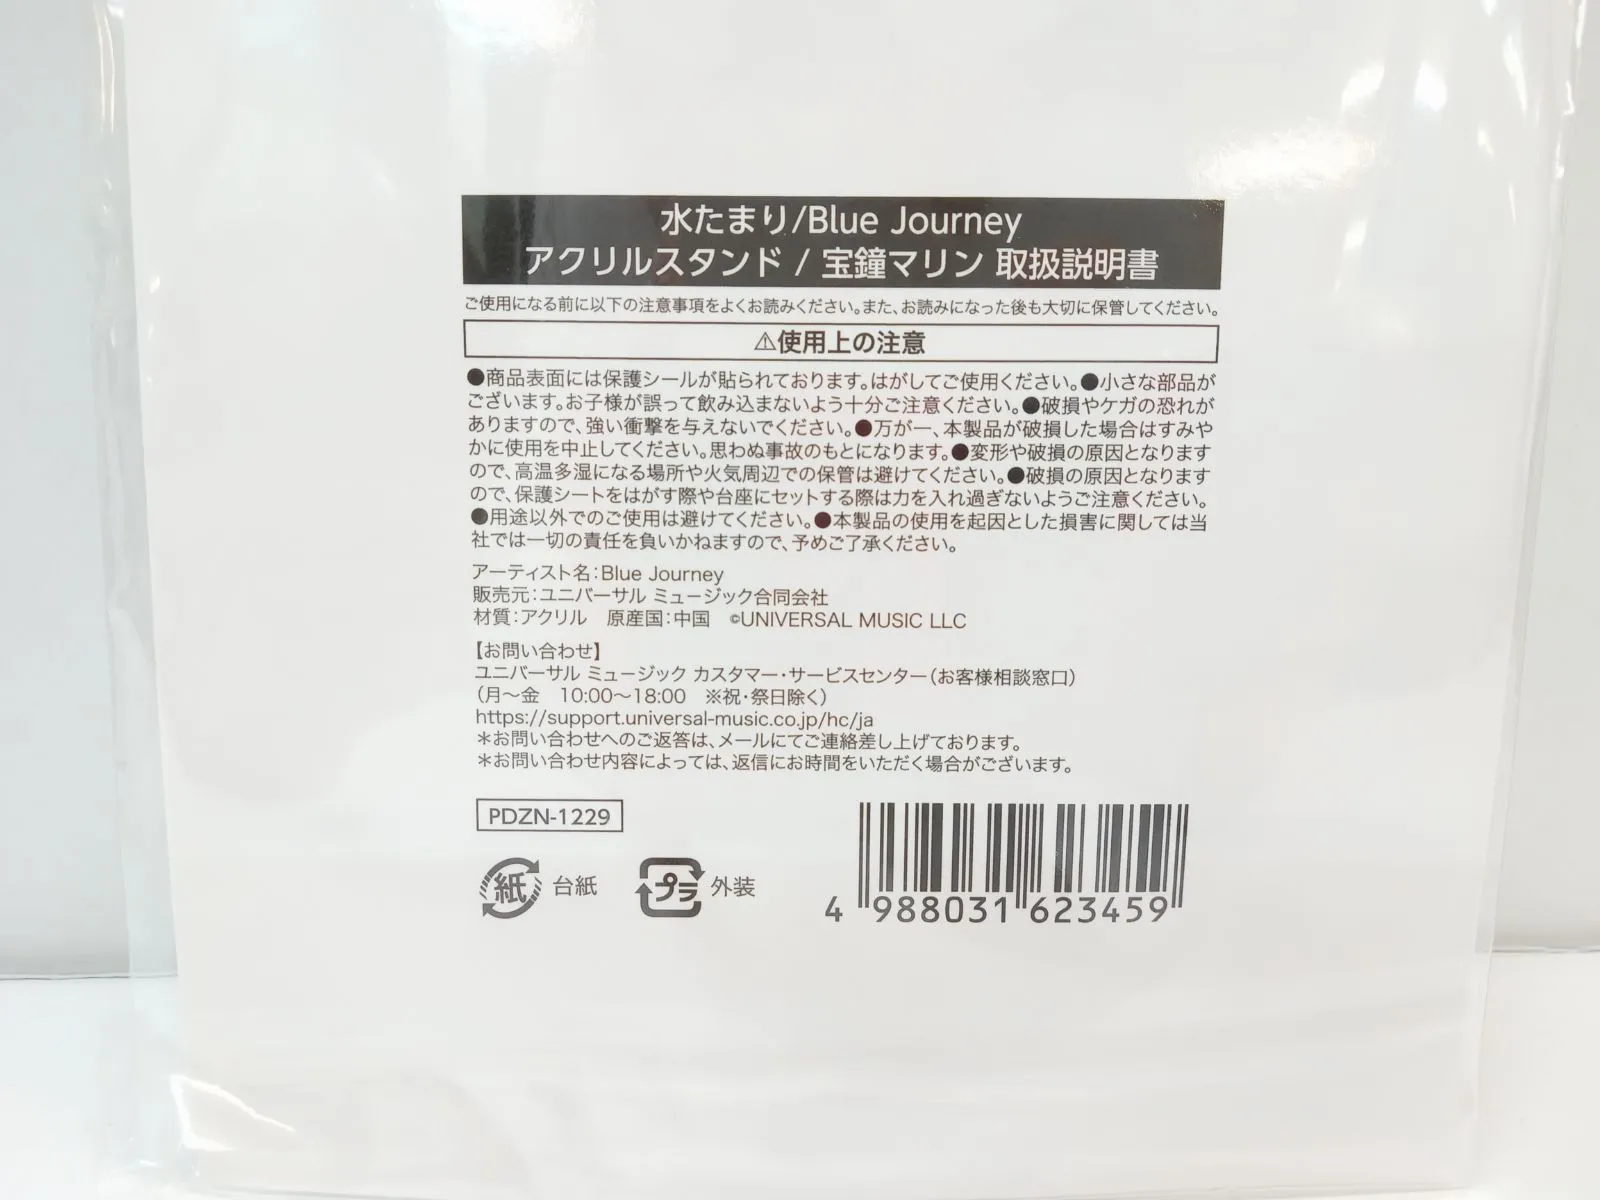 水たまり/Blue Journey
アクリルスタンド / 宝鐘マリン 取扱説明書
ご使用になる前に以下の注意事項をよくお読みください。また、お読みになった後も大切に保管してください。
⚠使用上の注意
●商品表面には保護シールが貼られております。はがしてご使用ください。●小さな部品が
ございます。お子様が誤って飲み込まないよう十分ご注意ください。●破損やケガの恐れが
ありますので、強い衝撃を与えないでください。●万が一、本製品が破損した場合はすみや
かに使用を中止してください。思わぬ事故のもとになります。●変形や破損の原因となります
ので、高温多湿になる場所や火気周辺での保管は避けてください。●破損の原因となります
ので、保護シートをはがす際や台座にセットする際は力を入れ過ぎないようご注意ください。
●用途以外でのご使用は避けてください。●本製品の使用を起因とした損害に関しては当
社では一切の責任を負いかねますので、予めご了承ください。
アーティスト名：Blue Journey
販売元：ユニバーサル ミュージック合同会社
材質：アクリル　原産国：中国　©UNIVERSAL MUSIC LLC
【お問い合わせ】
ユニバーサル ミュージック カスタマー・サービスセンター（お客様相談窓口）
（月〜金　10:00〜18:00　※祝・祭日除く）
https://support.universal-music.co.jp/hc/ja
＊お問い合わせへのご返答は、メールにてご連絡差し上げております。
＊お問い合わせ内容によっては、返信にお時間をいただく場合がございます。
PDZN-1229
紙 台紙 プラ 外装
4 988031 623459